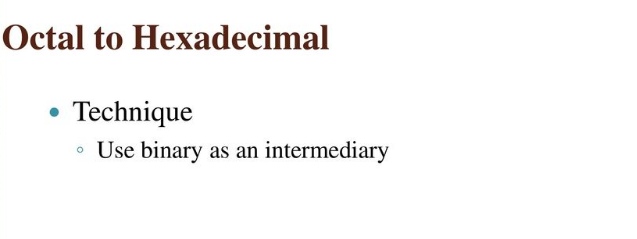 Octal to Hexadecimal
Technique
Use binary as an intermediary